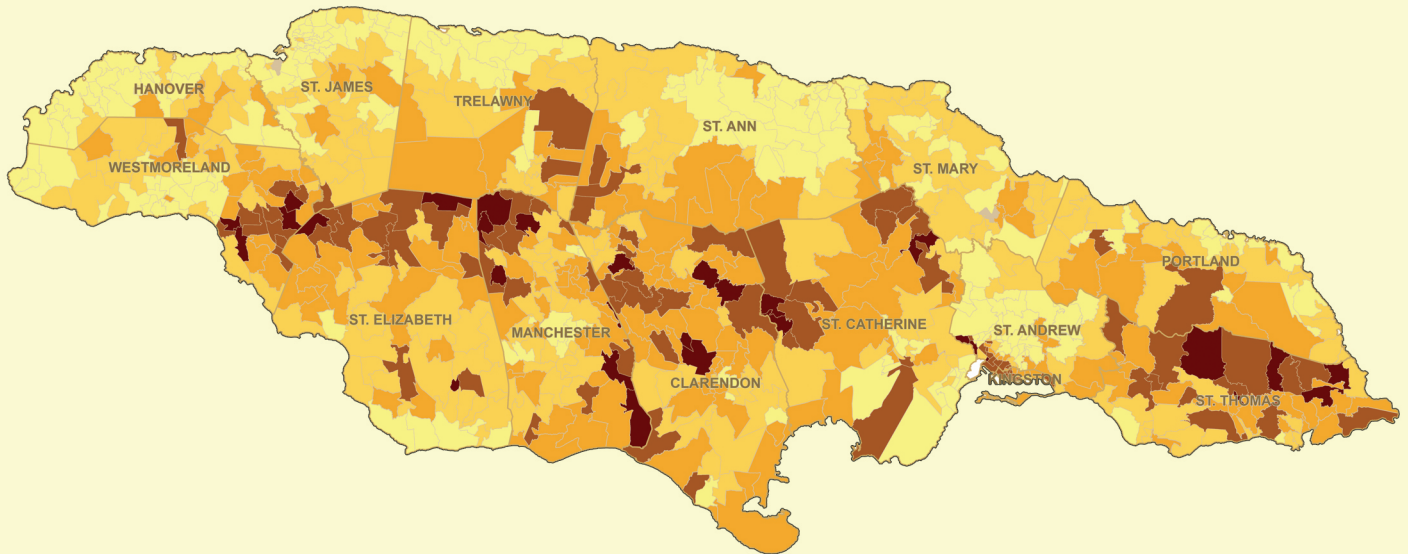 HANOVER
ST. JAMES
TRELAWNY
ST. ANN
WESTMORELAND
ST. MARY
PORTLAND
ST. ELIZABETH
MANCHESTER
ST. CATHERINE
ST. ANDREW
CLARENDON
KINGSTON
ST. THOMAS